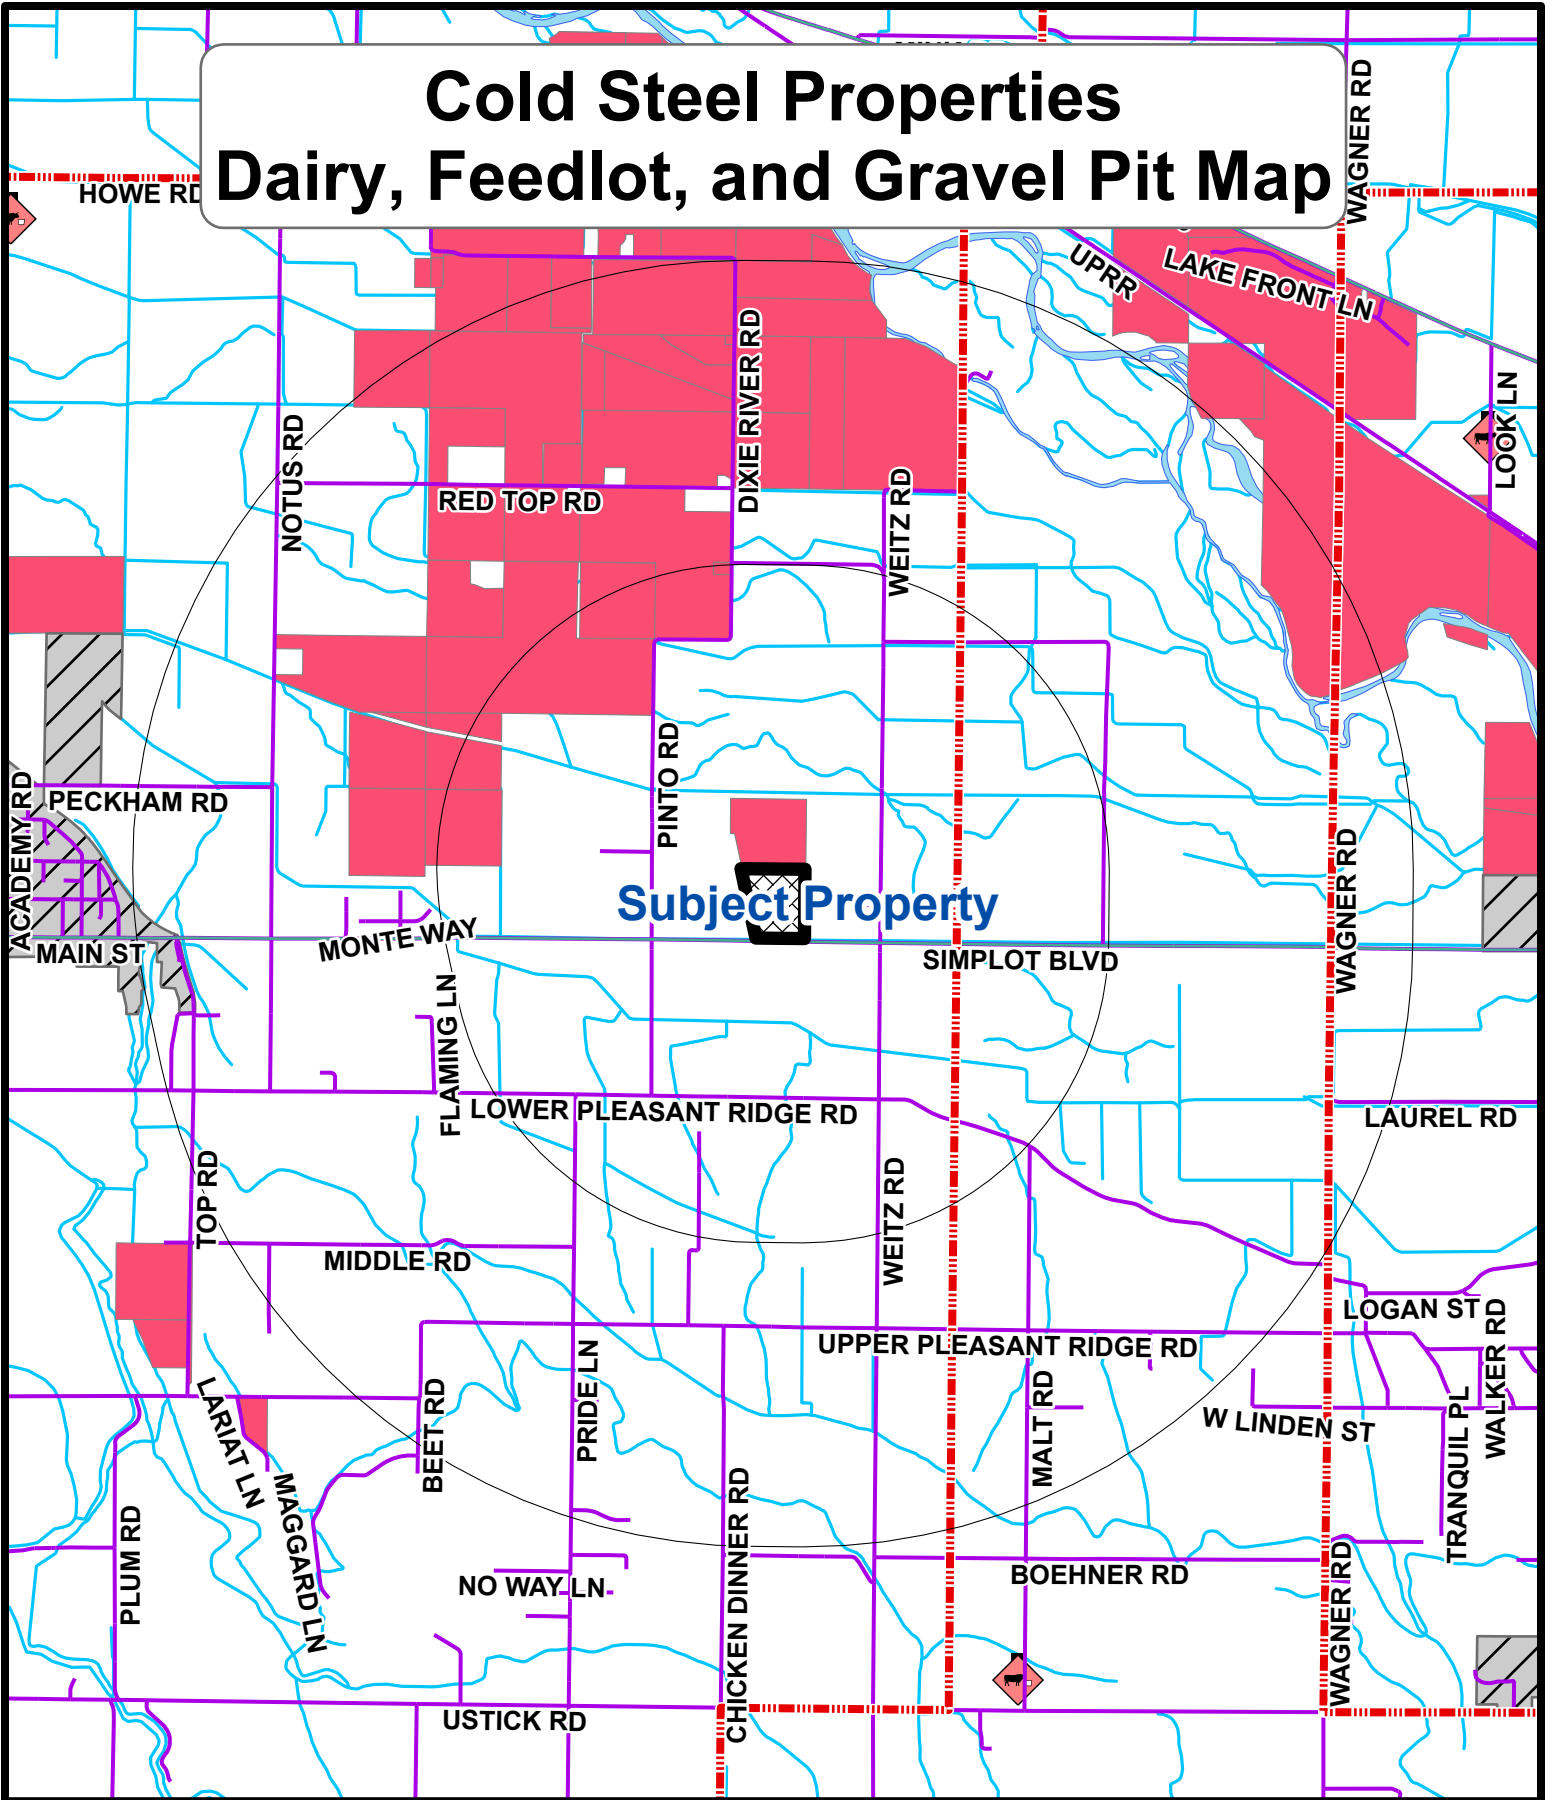 Cold Steel Properties
Dairy, Feedlot, and Gravel Pit Map
WAGNER RD
HOWE RD
UPRR
LAKE FRONT LN
LOOK LN
NOTUS RD
DIXIE RIVER RD
RED TOP RD
WEITZ RD
PINTO RD
PECKHAM RD
ACADEMY RD
WAGNER RD
Subject Property
MAIN ST
MONTE WAY
SIMPLOT BLVD
FLAMING LN
LOWER PLEASANT RIDGE RD
LAUREL RD
TOP RD
WEITZ RD
MIDDLE RD
LOGAN ST
UPPER PLEASANT RIDGE RD
WALKER RD
PRIDE LN
LARIAT LN
BEET RD
MALT RD
W LINDEN ST
TRANQUIL PL
MAGGARD LN
PLUM RD
CHICKEN DINNER RD
NO WAY LN
BOEHNER RD
WAGNER RD
USTICK RD